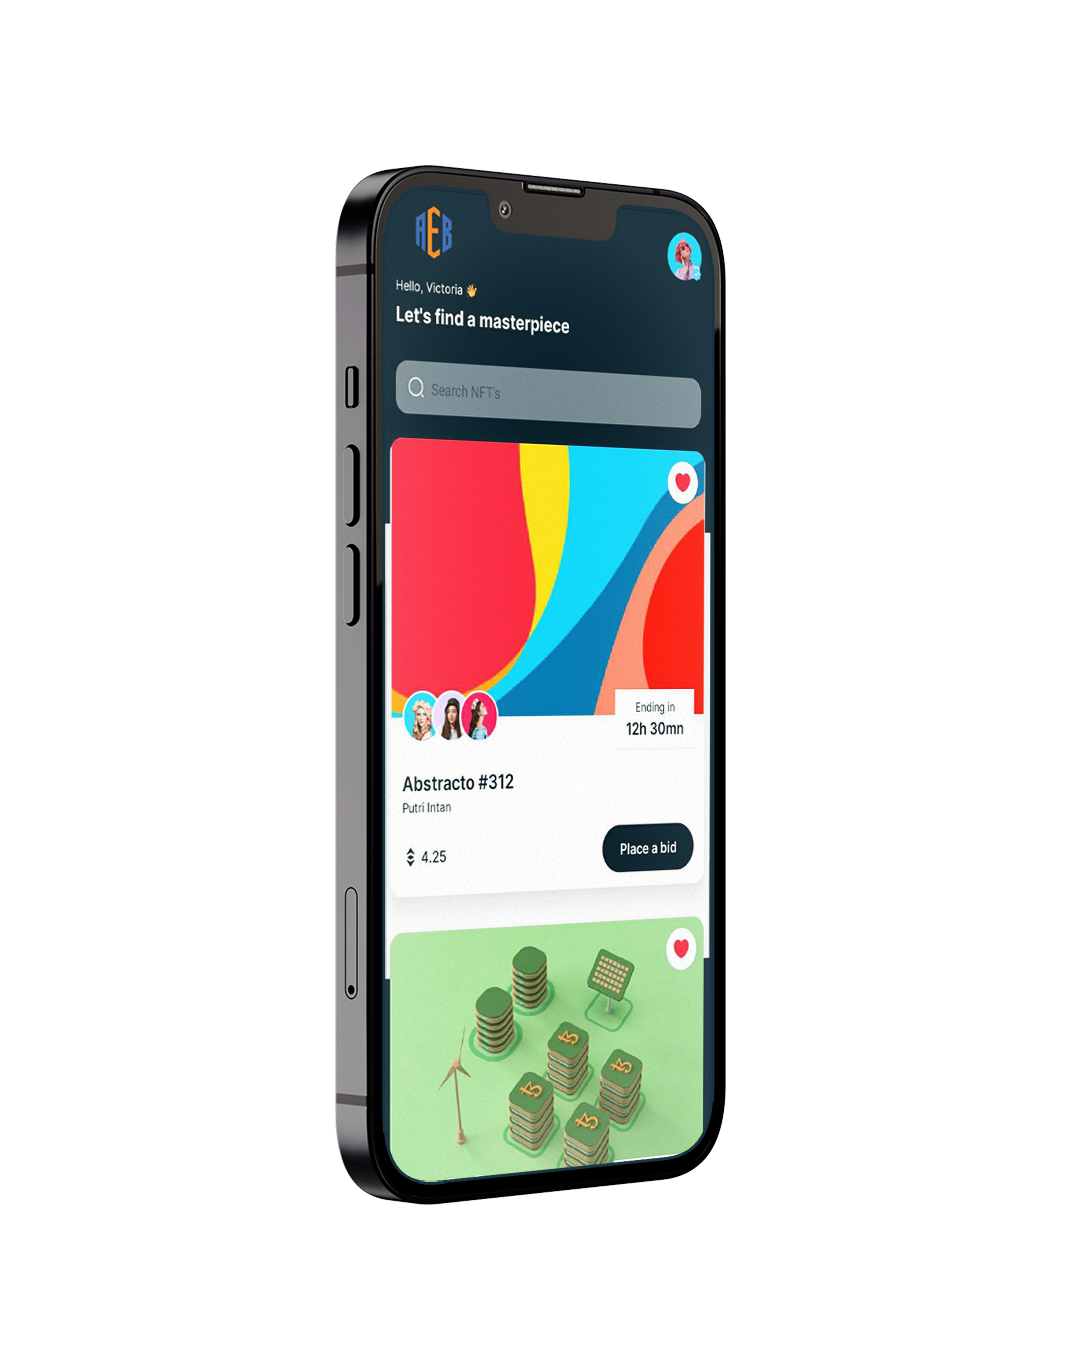 AEB
Hello, Victoria 👋
Let's find a masterpiece
Search NFT's
Ending in
12h 30mn
Abstracto #312
Putri Intan
4.25
Place a bid